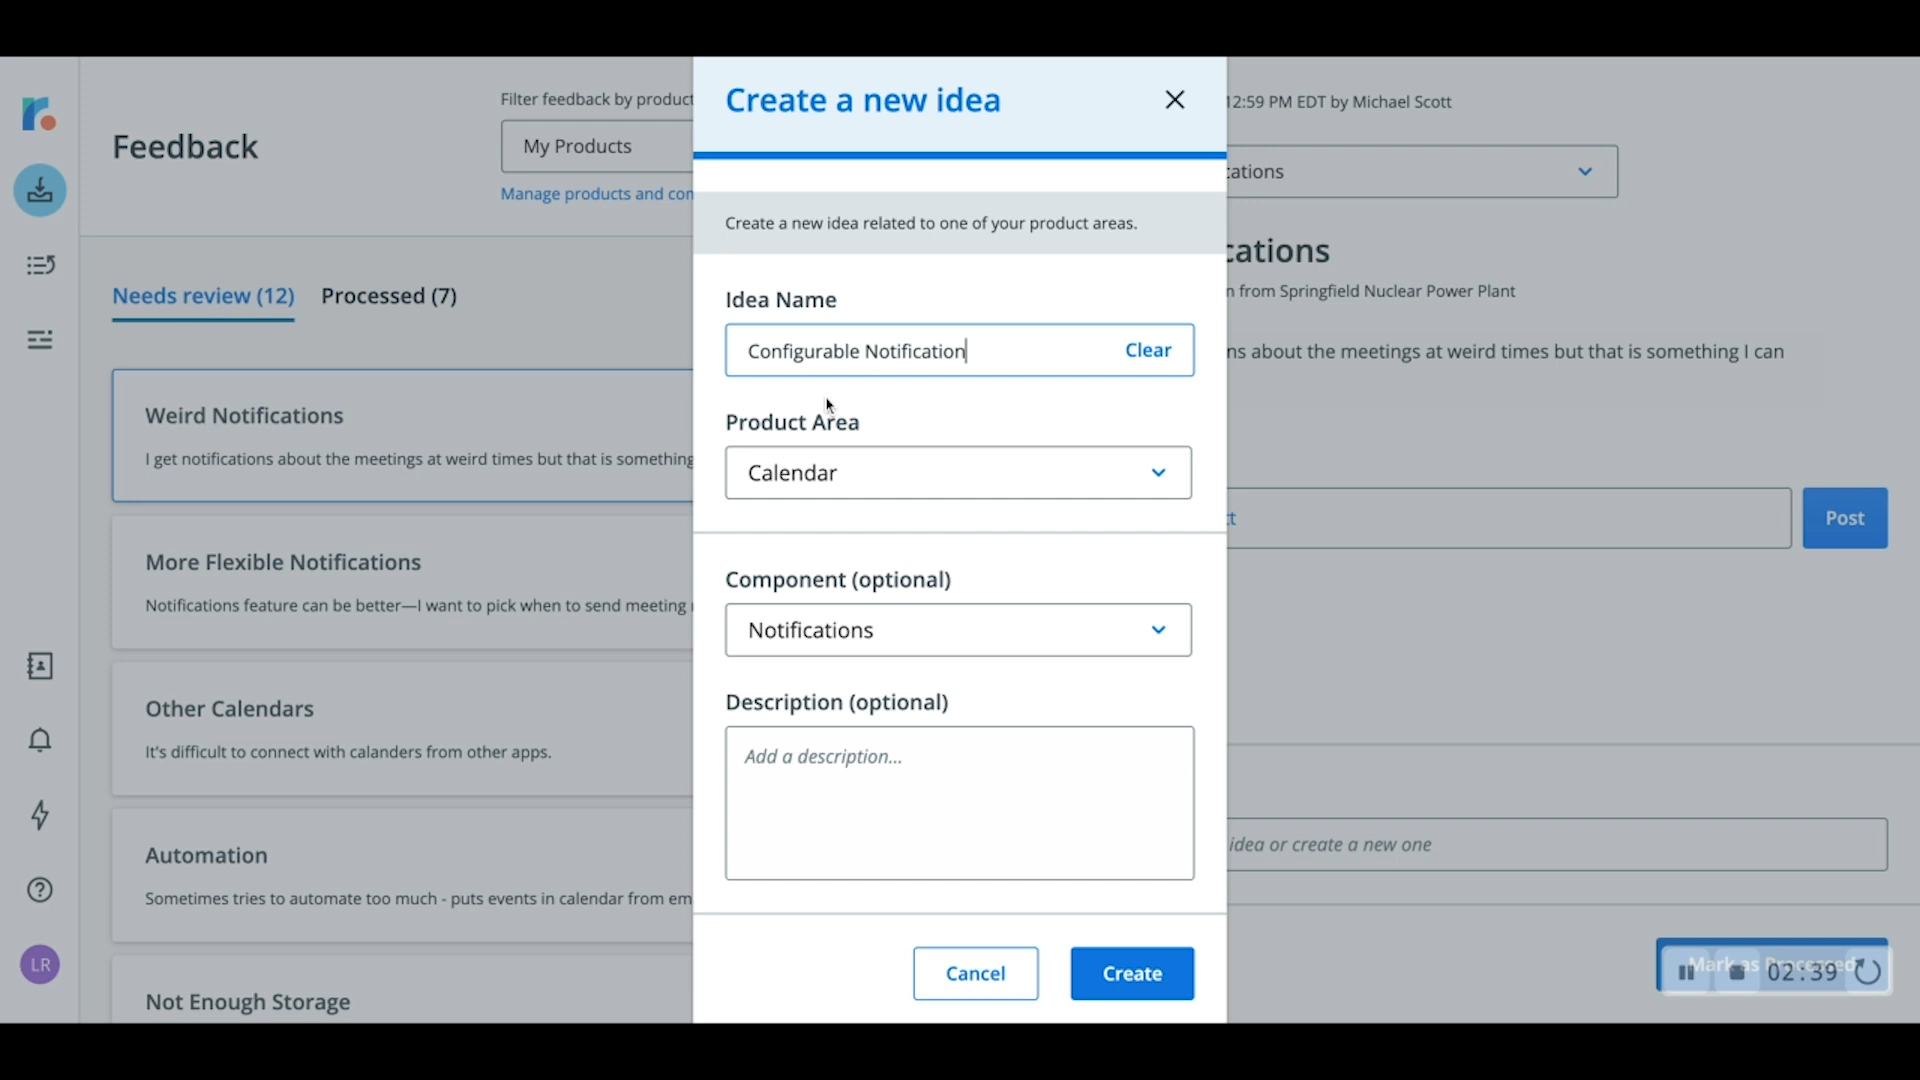 Feedback
Filter feedback by product
My Products
Manage products and con
Needs review (12)
Processed (7)
Weird Notifications
I get notifications about the meetings at weird times but that is something
More Flexible Notifications
Notifications feature can be better—I want to pick when to send meeting
Other Calendars
It's difficult to connect with calanders from other apps.
Automation
Sometimes tries to automate too much - puts events in calendar from em
Not Enough Storage
LR
Create a new idea
Create a new idea related to one of your product areas.
Idea Name
Configurable Notification
Clear
Product Area
Calendar
Component (optional)
Notifications
Description (optional)
Add a description...
Cancel
Create
12:59 PM EDT by Michael Scott
cations
cations
n from Springfield Nuclear Power Plant
ns about the meetings at weird times but that is something I can
ct
Post
idea or create a new one
Mark as Processed
02:39